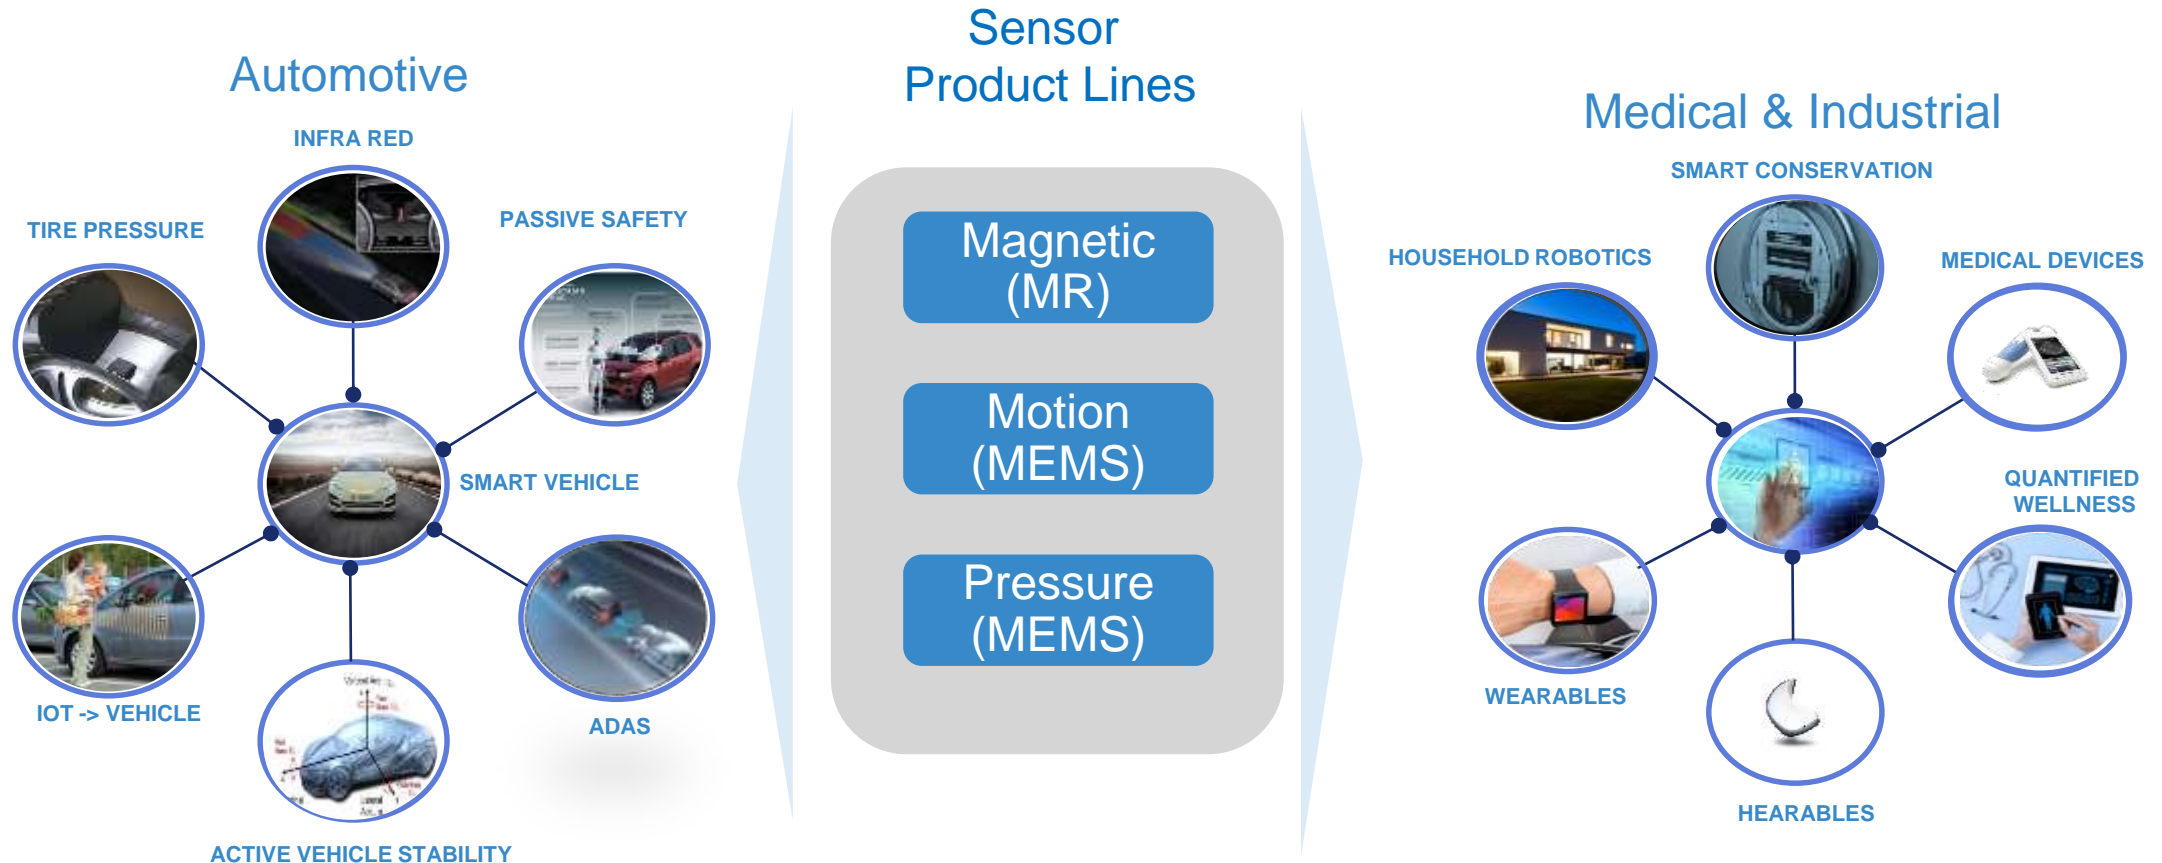 Sensor
Product Lines
Automotive
INFRA RED
TIRE PRESSURE
PASSIVE SAFETY
SMART VEHICLE
IOT -> VEHICLE
ADAS
ACTIVE VEHICLE STABILITY
Magnetic
(MR)
Motion
(MEMS)
Pressure
(MEMS)
Medical & Industrial
SMART CONSERVATION
HOUSEHOLD ROBOTICS
MEDICAL DEVICES
QUANTIFIED
WELLNESS
WEARABLES
HEARABLES